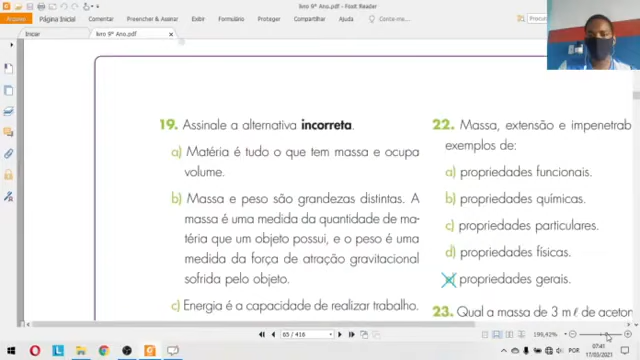 livro 9º Ano.pdf - Foxit Reader
Arquivo Página Inicial Comentar Preencher & Assinar Exibir Formulário Proteger Compartilhar Ajuda Conte-me...
Iniciar livro 9º Ano.pdf
19. Assinale a alternativa incorreta.
a) Matéria é tudo o que tem massa e ocupa
volume.
b) Massa e peso são grandezas distintas. A
massa é uma medida da quantidade de ma-
téria que um objeto possui, e o peso é uma
medida da força de atração gravitacional
sofrida pelo objeto.
c) Energia é a capacidade de realizar trabalho.
22. Massa, extensão e impenetrab
exemplos de:
a) propriedades funcionais.
b) propriedades químicas.
c) propriedades particulares.
d) propriedades físicas.
e) propriedades gerais.
23. Qual a massa de 3 mℓ de aceton
65 / 416
199,42%
POR
07:41
17/03/2021